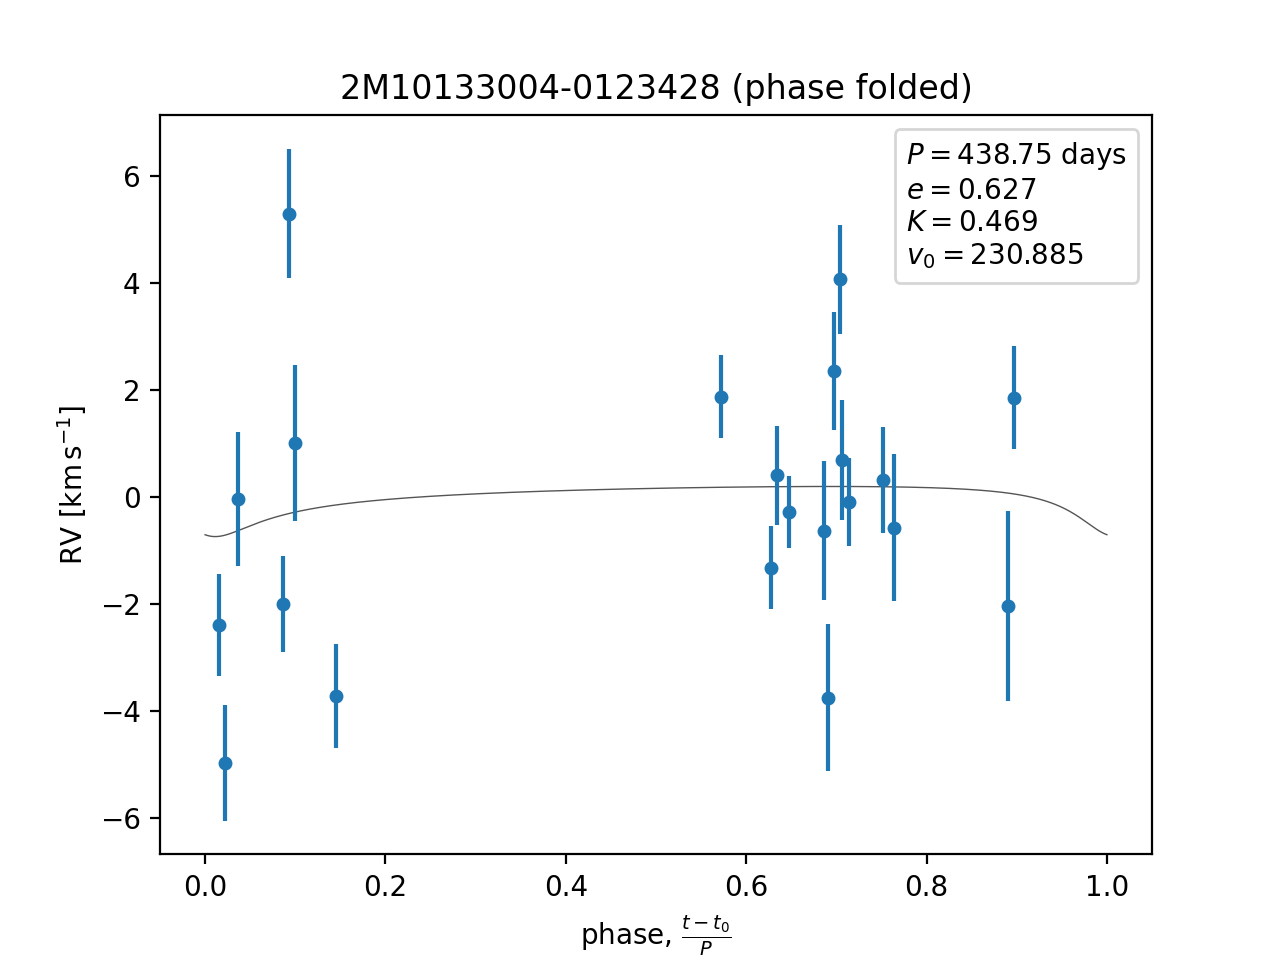 2M10133004-0123428 (phase folded)
P = 438.75 days
e = 0.627
K = 0.469
v₀ = 230.885
RV [km s⁻¹]
6
4
2
0
−2
−4
−6
0.0 0.2 0.4 0.6 0.8 1.0
phase, (t − t₀)/P